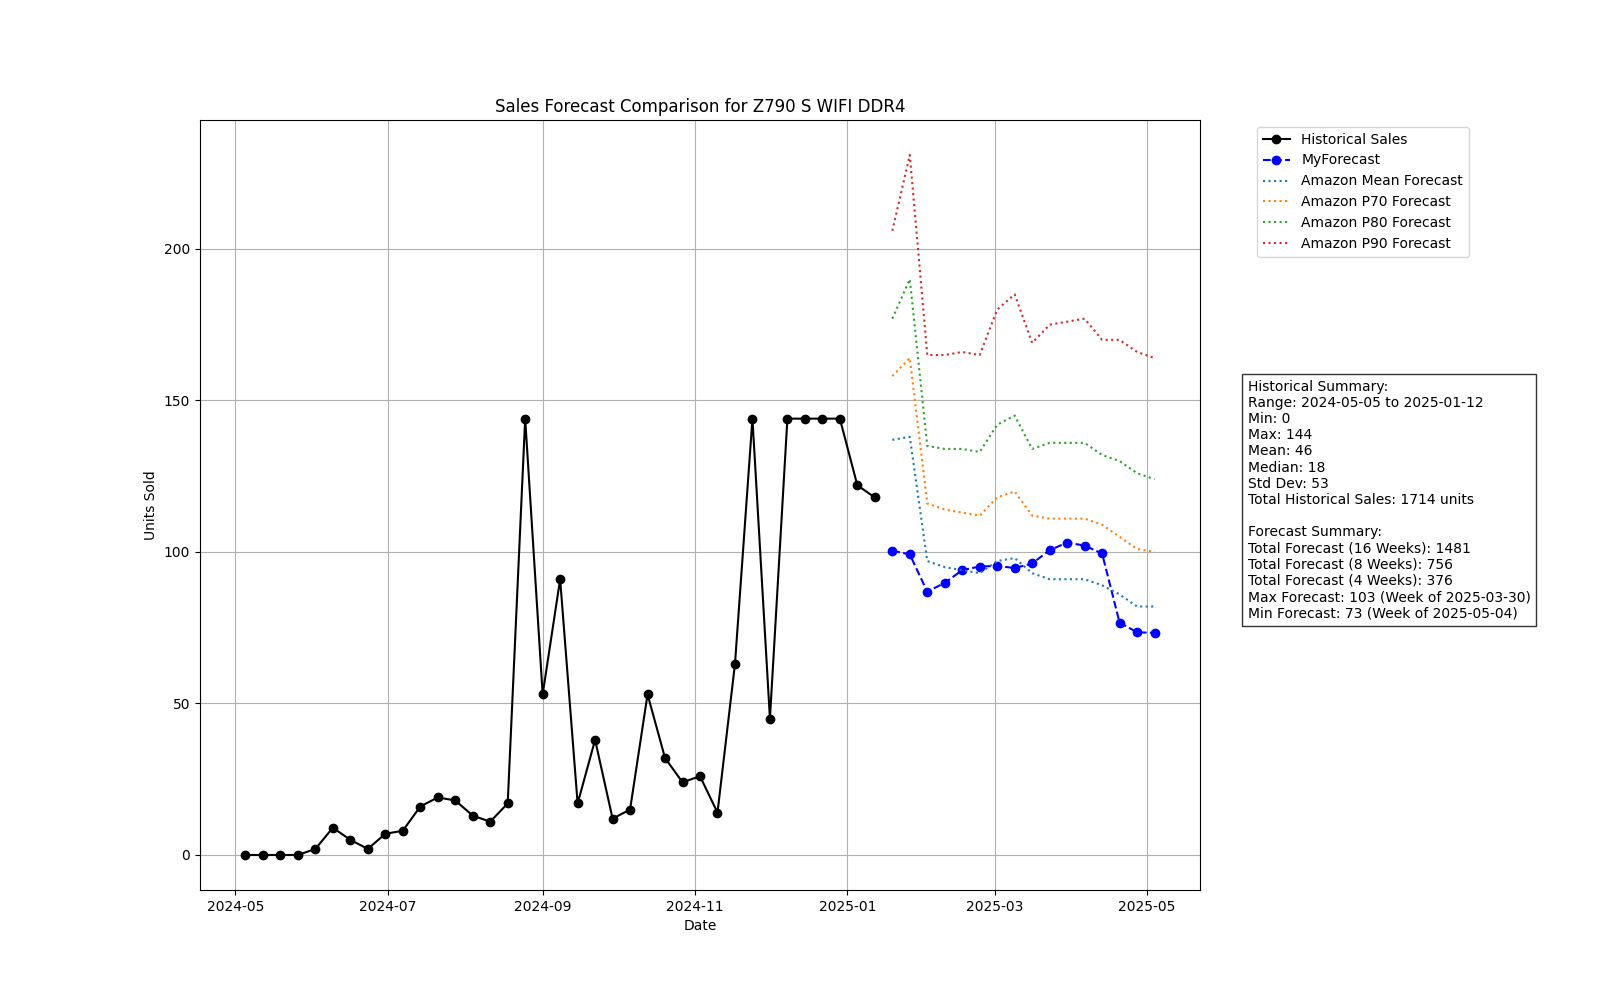 Sales Forecast Comparison for Z790 S WIFI DDR4
Historical Sales
MyForecast
Amazon Mean Forecast
Amazon P70 Forecast
Amazon P80 Forecast
Amazon P90 Forecast
Units Sold
200
150
100
50
0
2024-05
2024-07
2024-09
2024-11
2025-01
2025-03
2025-05
Date
Historical Summary:
Range: 2024-05-05 to 2025-01-12
Min: 0
Max: 144
Mean: 46
Median: 18
Std Dev: 53
Total Historical Sales: 1714 units
Forecast Summary:
Total Forecast (16 Weeks): 1481
Total Forecast (8 Weeks): 756
Total Forecast (4 Weeks): 376
Max Forecast: 103 (Week of 2025-03-30)
Min Forecast: 73 (Week of 2025-05-04)